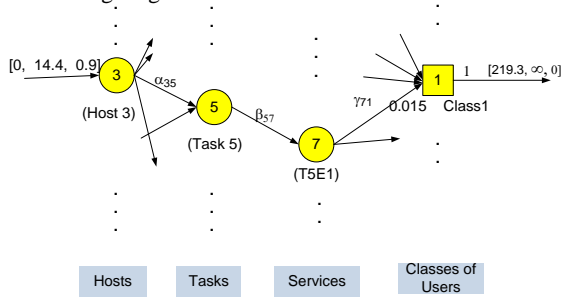 [0, 14.4, 0.9]
3
(Host 3)
α35
5
(Task 5)
β57
7
(T5E1)
γ71
0.015
1
Class1
1
[219.3, ∞, 0]
Hosts
Tasks
Services
Classes of
Users